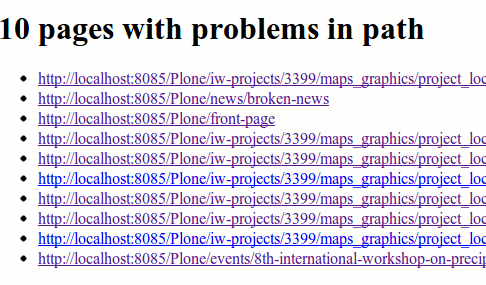 10 pages with problems in path
http://localhost:8085/Plone/iw-projects/3399/maps_graphics/project_loc
http://localhost:8085/Plone/news/broken-news
http://localhost:8085/Plone/front-page
http://localhost:8085/Plone/iw-projects/3399/maps_graphics/project_loc
http://localhost:8085/Plone/iw-projects/3399/maps_graphics/project_loc
http://localhost:8085/Plone/iw-projects/3399/maps_graphics/project_loc
http://localhost:8085/Plone/iw-projects/3399/maps_graphics/project_loc
http://localhost:8085/Plone/iw-projects/3399/maps_graphics/project_loc
http://localhost:8085/Plone/iw-projects/3399/maps_graphics/project_loc
http://localhost:8085/Plone/events/8th-international-workshop-on-precip